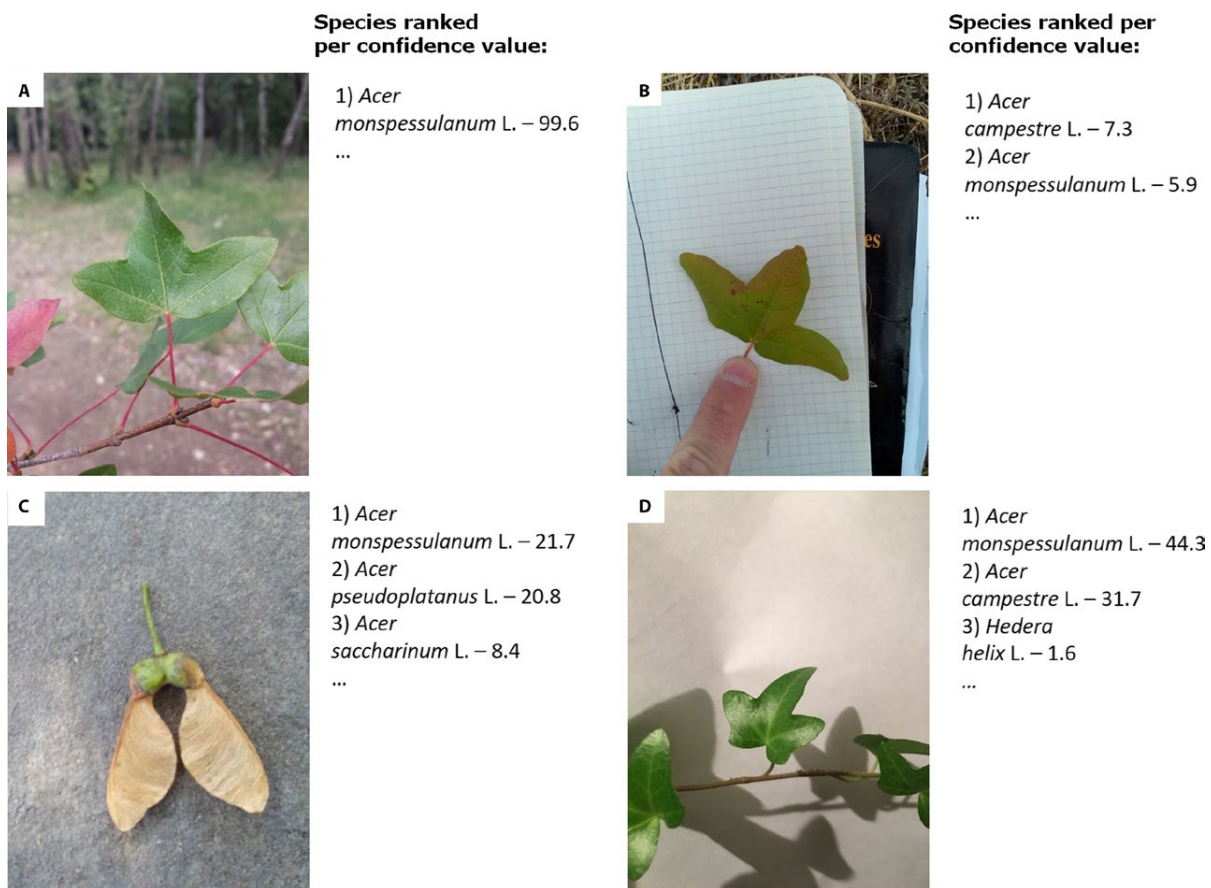 Species ranked
per confidence value:
Species ranked per
confidence value:
A
1) Acer
monspessulanum L. – 99.6
...
B
es
1) Acer
campestre L. – 7.3
2) Acer
monspessulanum L. – 5.9
...
C
1) Acer
monspessulanum L. – 21.7
2) Acer
pseudoplatanus L. – 20.8
3) Acer
saccharinum L. – 8.4
...
D
1) Acer
monspessulanum L. – 44.3
2) Acer
campestre L. – 31.7
3) Hedera
helix L. – 1.6
...